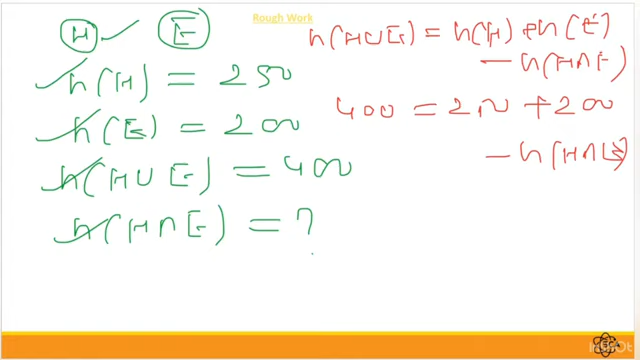 Rough Work
H E
n(H) = 250
n(E) = 200
n(H∪E) = 400
n(H∩E) = ?
n(H∪E) = n(H) + n(E)
- n(H∩E)
400 = 250 + 200
- n(H∩E)